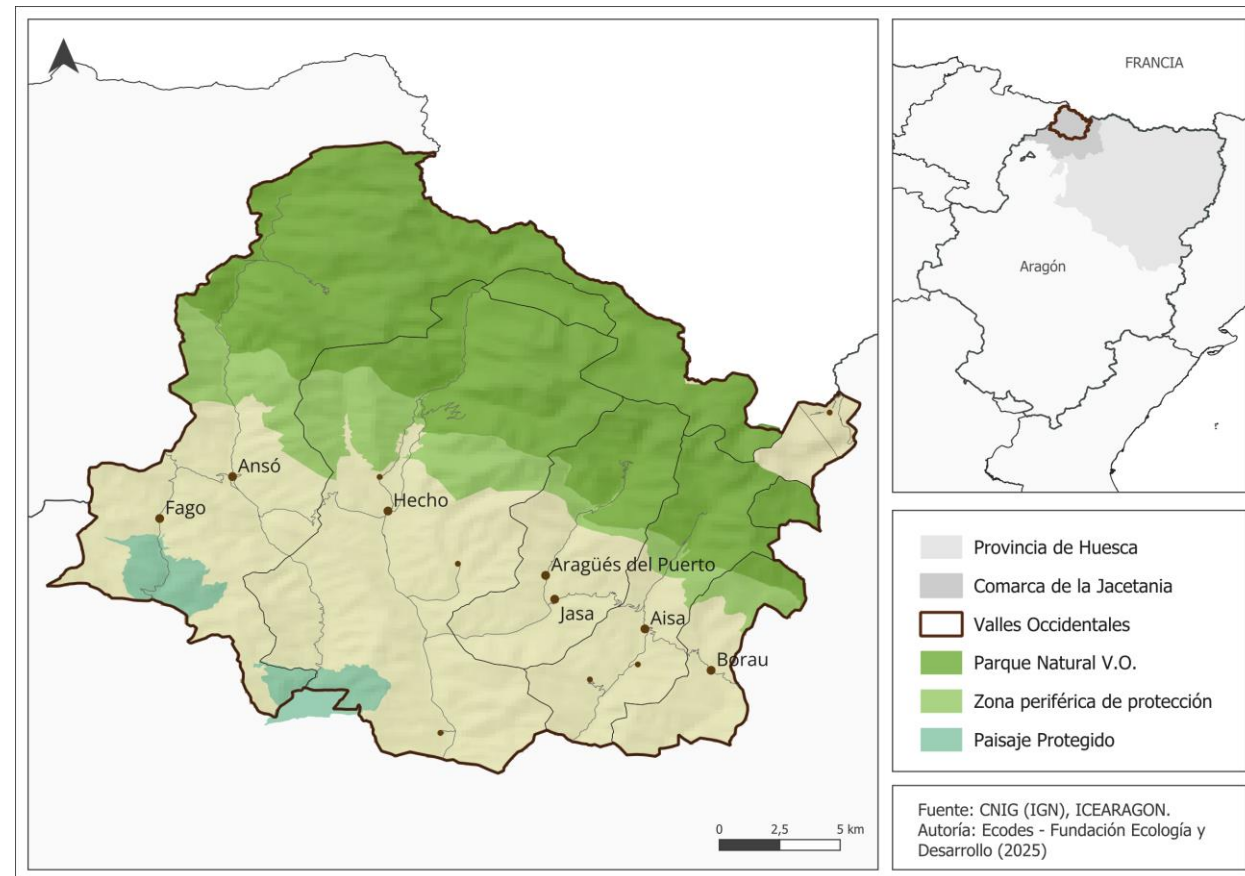 Ansó
Fago
Hecho
Aragüés del Puerto
Jasa
Aisa
Borau
0 2,5 5 km
FRANCIA
Aragón
Provincia de Huesca
Comarca de la Jacetania
Valles Occidentales
Parque Natural V.O.
Zona periférica de protección
Paisaje Protegido
Fuente: CNIG (IGN), ICEARAGON.
Autoría: Ecodes - Fundación Ecología y
Desarrollo (2025)